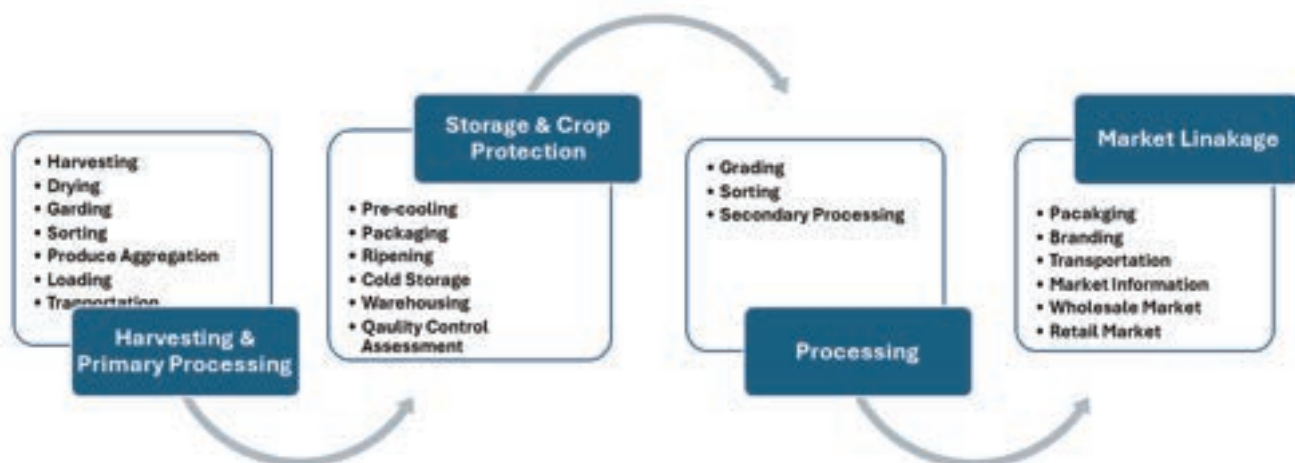 • Harvesting
• Drying
• Garding
• Sorting
• Produce Aggregation
• Loading
• Tranportation
Harvesting &
Primary Processing
Storage & Crop
Protection
• Pre-cooling
• Packaging
• Ripening
• Cold Storage
• Warehousing
• Qaulity Control
Assessment
• Grading
• Sorting
• Secondary Processing
Processing
Market Linakage
• Pacakging
• Branding
• Transportation
• Market Information
• Wholesale Market
• Retail Market